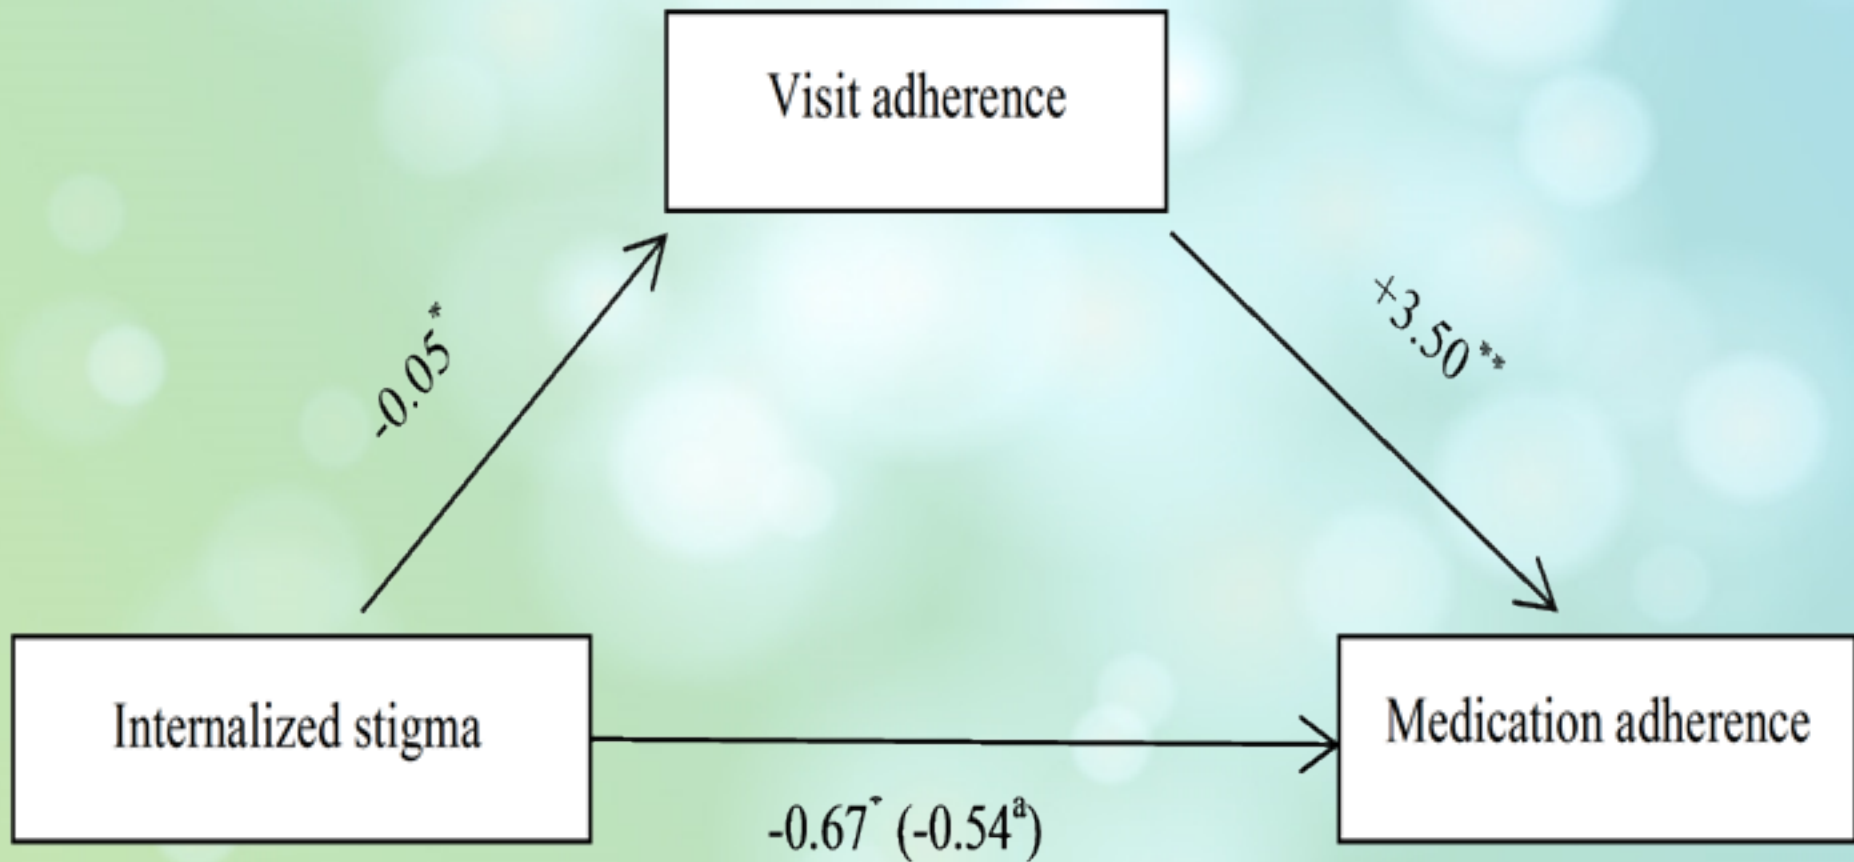 Visit adherence
-0.05*
+3.50**
Internalized stigma
Medication adherence
-0.67* (-0.54ᵃ)